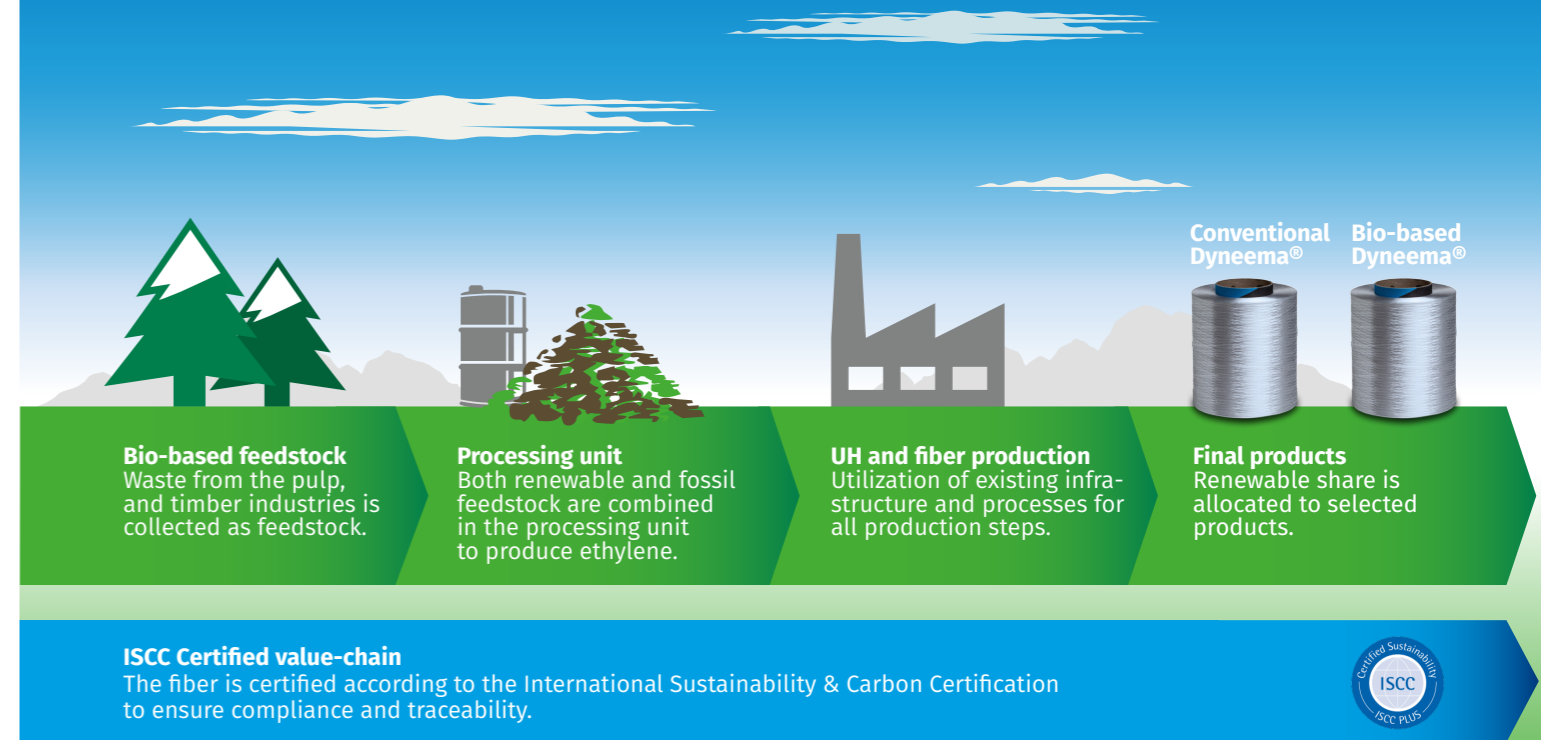 Conventional
Dyneema®
Bio-based
Dyneema®
Bio-based feedstock
Waste from the pulp,
and timber industries is
collected as feedstock.
Processing unit
Both renewable and fossil
feedstock are combined
in the processing unit
to produce ethylene.
UH and fiber production
Utilization of existing infra-
structure and processes for
all production steps.
Final products
Renewable share is
allocated to selected
products.
ISCC Certified value-chain
The fiber is certified according to the International Sustainability & Carbon Certification
to ensure compliance and traceability.
Certified Sustainability
ISCC
ISCC PLUS